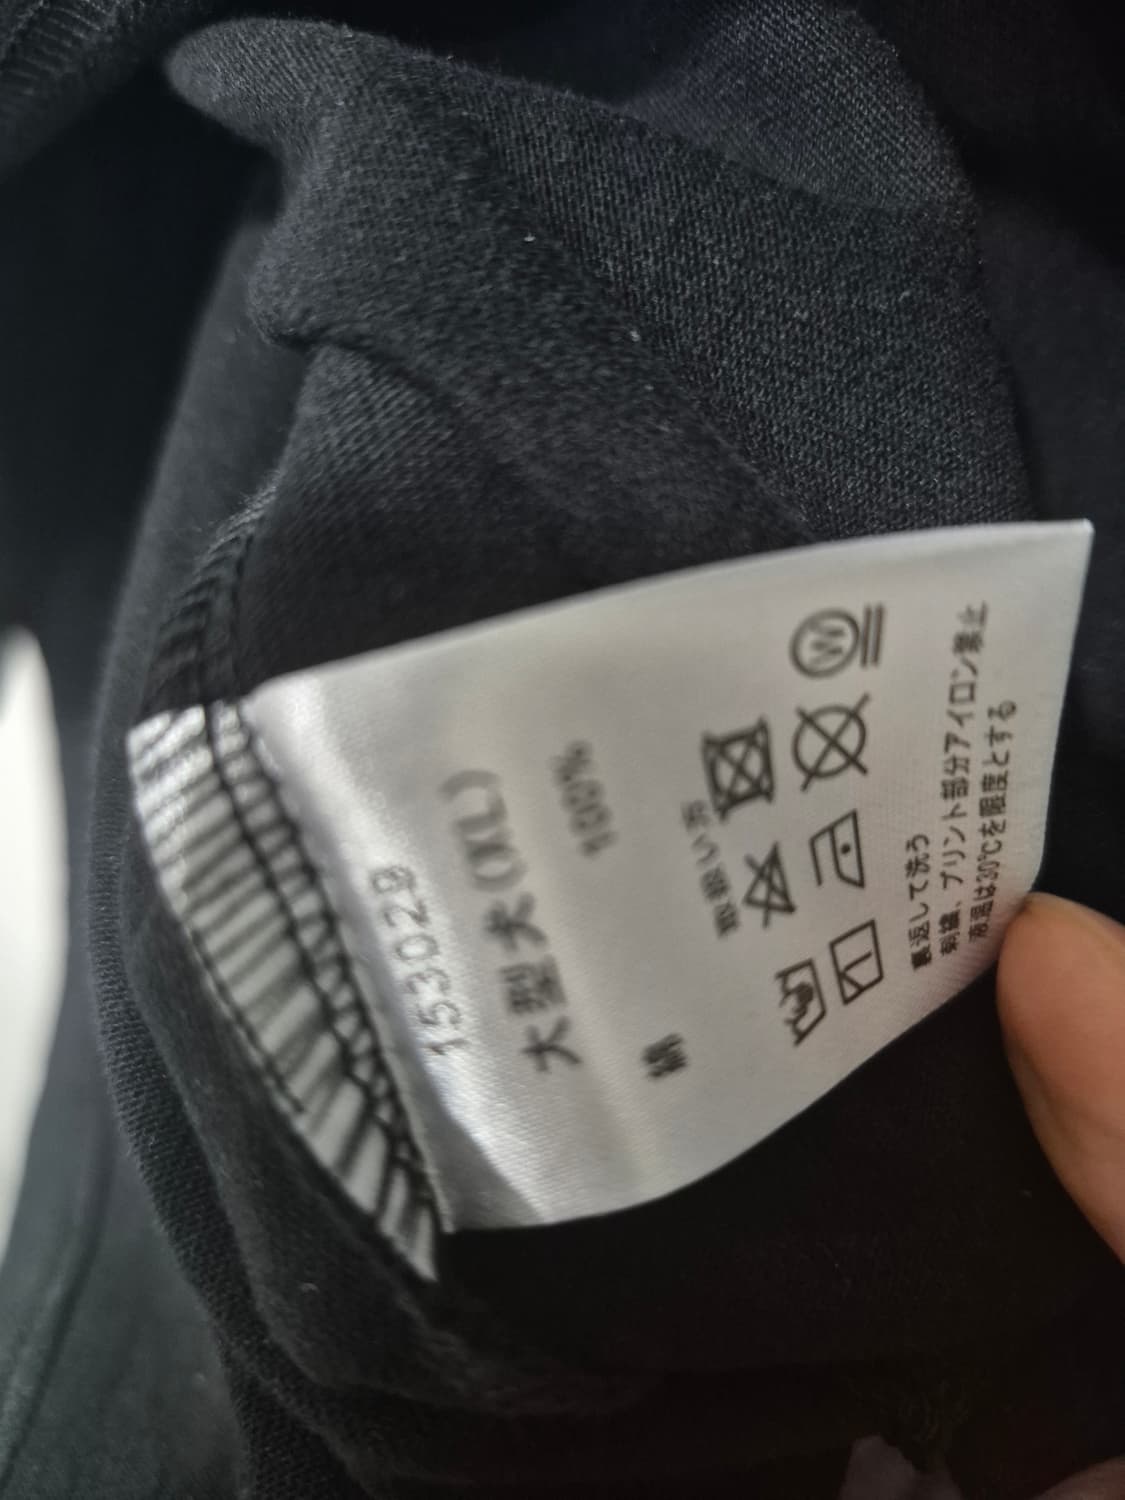 153029
大型犬(XL)
綿 100%
取扱い方
裏返して洗う
刺繍、プリント部分アイロン禁止
液温は30℃を限度とする